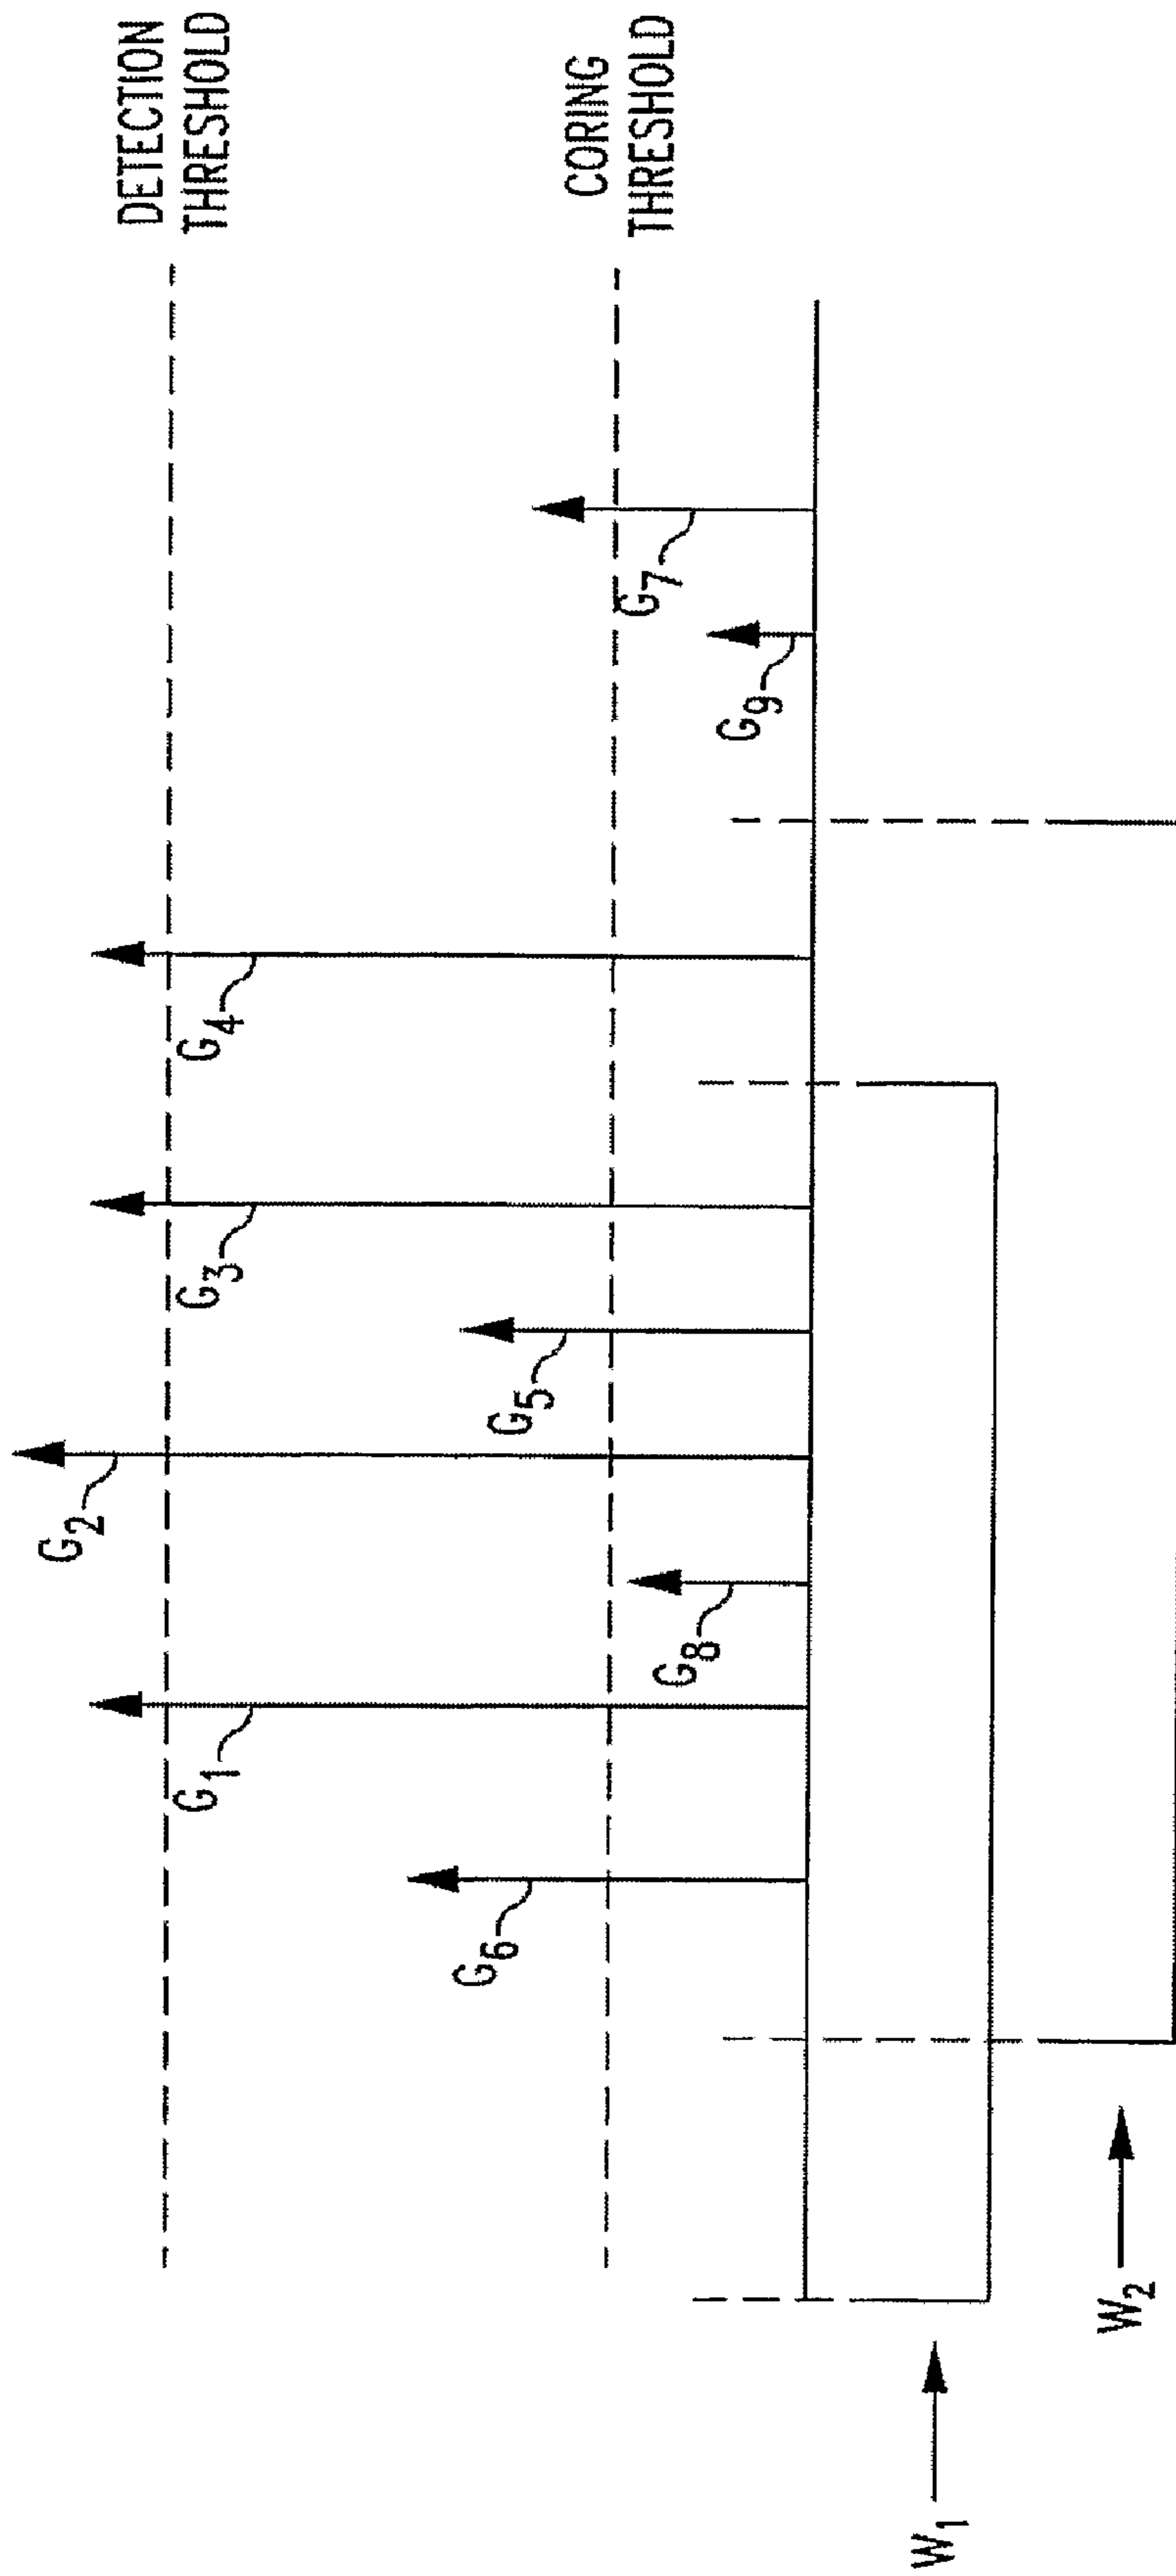 DETECTION
THRESHOLD
CORING
THRESHOLD
G2
G1
G3
G4
G6
G5
G8
G7
G9
W1
W2